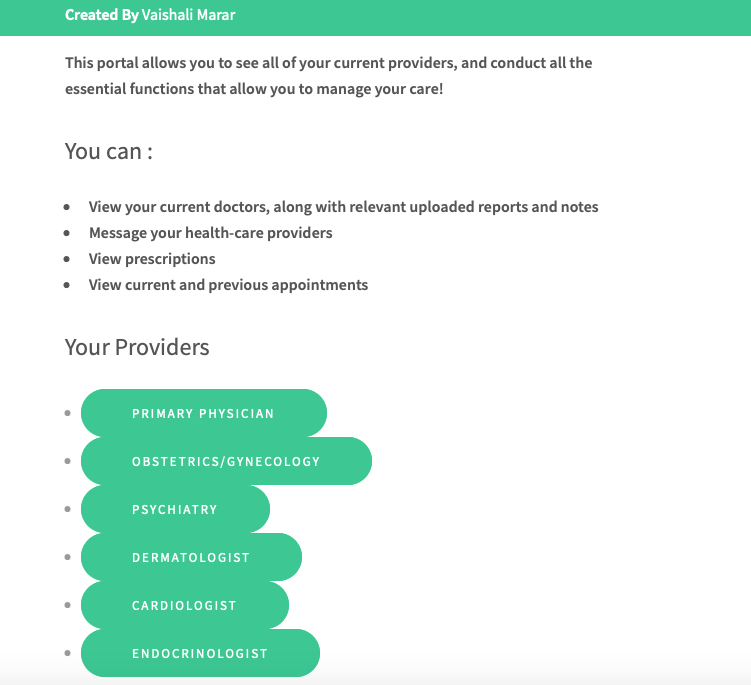 Created By Vaishali Marar
This portal allows you to see all of your current providers, and conduct all the
essential functions that allow you to manage your care!
You can :
View your current doctors, along with relevant uploaded reports and notes
Message your health-care providers
View prescriptions
View current and previous appointments
Your Providers
PRIMARY PHYSICIAN
OBSTETRICS/GYNECOLOGY
PSYCHIATRY
DERMATOLOGIST
CARDIOLOGIST
ENDOCRINOLOGIST